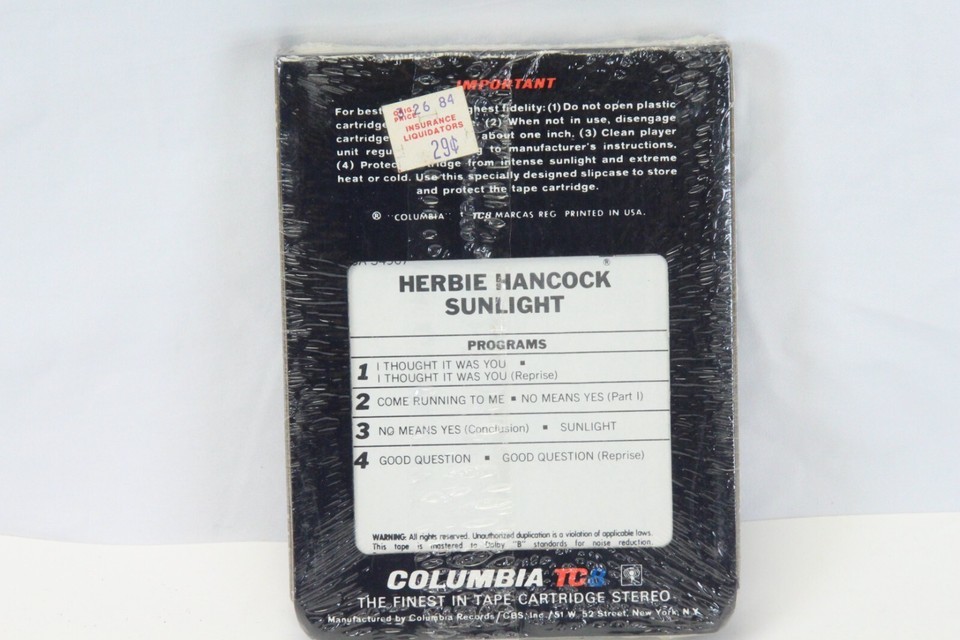 IMPORTANT
For best ghest fidelity: (1) Do not open plastic
cartridge (2) When not in use, disengage
cartridge about one inch. (3) Clean player
unit regu g to manufacturer's instructions.
(4) Protec ridge from intense sunlight and extreme
heat or cold. Use this specially designed slipcase to store
and protect the tape cartridge.
ORIG. PRICE
26 84
INSURANCE
LIQUIDATORS
29¢
® "COLUMBIA" TC8 MARCAS REG PRINTED IN USA.
®
HERBIE HANCOCK
SUNLIGHT
PROGRAMS
1 I THOUGHT IT WAS YOU ▪
I THOUGHT IT WAS YOU (Reprise)
2 COME RUNNING TO ME ▪ NO MEANS YES (Part I)
3 NO MEANS YES (Conclusion) ▪ SUNLIGHT
4 GOOD QUESTION ▪ GOOD QUESTION (Reprise)
WARNING: All rights reserved. Unauthorized duplication is a violation of applicable laws.
This tape is mastered to Dolby "B" standards for noise reduction.
COLUMBIA TC8
THE FINEST IN TAPE CARTRIDGE STEREO
Manufactured by Columbia Records/CBS, Inc./51 W. 52 Street, New York, N.Y.